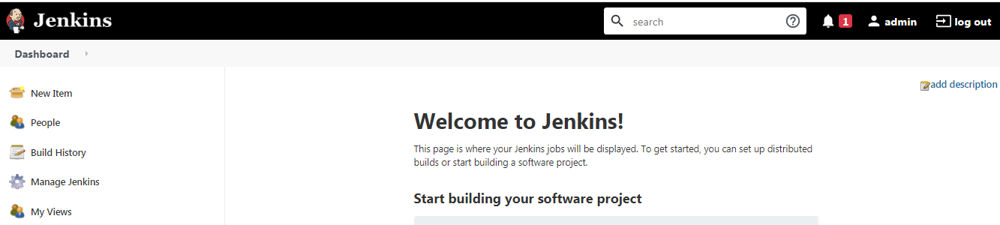 Jenkins
search
1
admin
log out
Dashboard
add description
New Item
People
Build History
Manage Jenkins
My Views
Welcome to Jenkins!
This page is where your Jenkins jobs will be displayed. To get started, you can set up distributed
builds or start building a software project.
Start building your software project